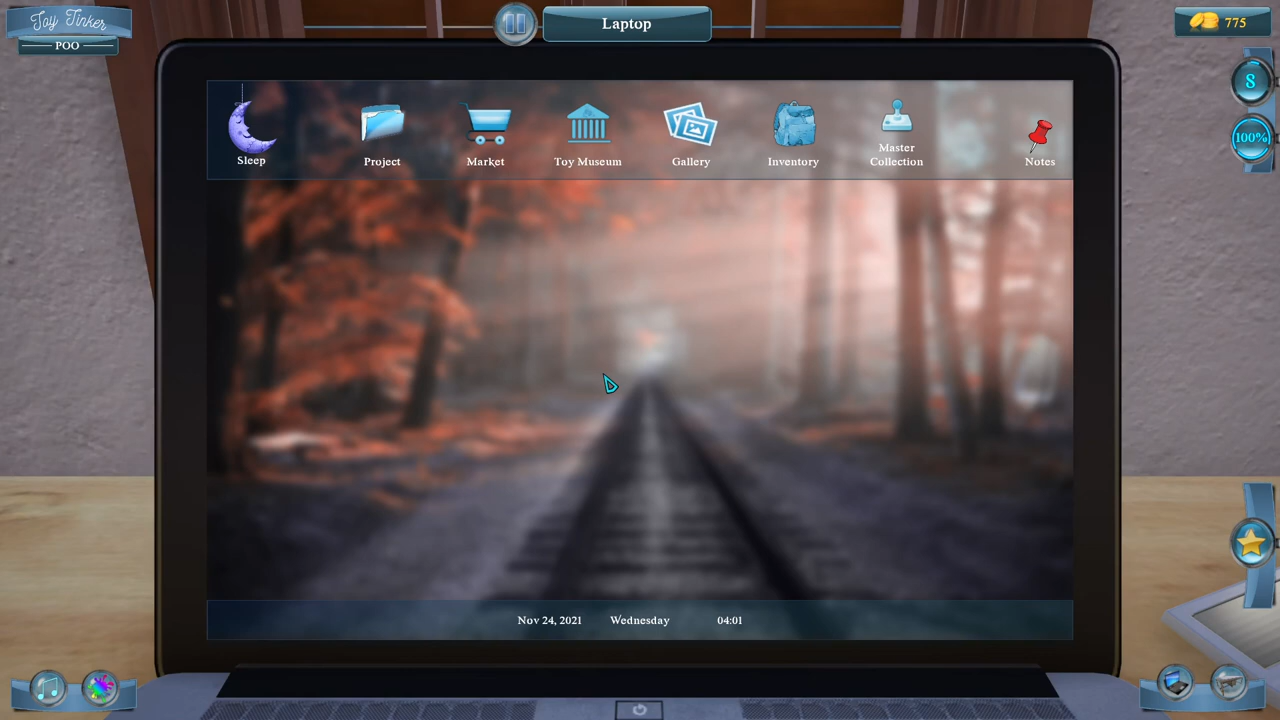 Toy Tinker
POO
Laptop
775
8
100%
Sleep
Project
Market
Toy Museum
Gallery
Inventory
Master
Collection
Notes
Nov 24, 2021 Wednesday 04:01